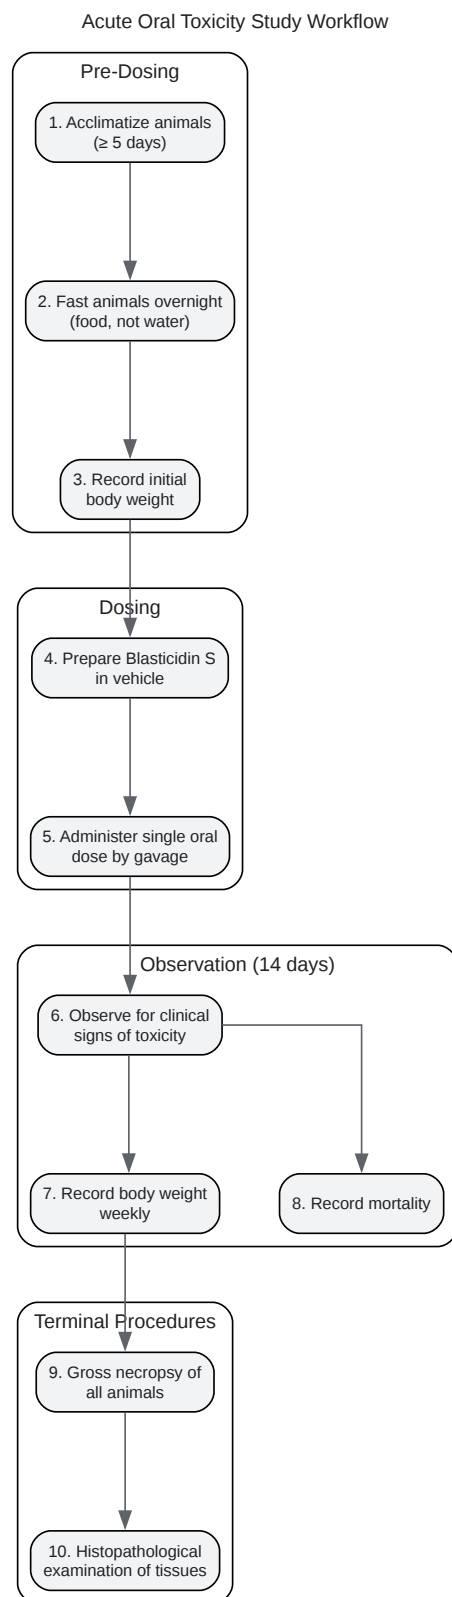 Acute Oral Toxicity Study Workflow
Pre-Dosing
1. Acclimatize animals
(≥ 5 days)
2. Fast animals overnight
(food, not water)
3. Record initial
body weight
Dosing
4. Prepare Blasticidin S
in vehicle
5. Administer single oral
dose by gavage
Observation (14 days)
6. Observe for clinical
signs of toxicity
7. Record body weight
weekly
8. Record mortality
Terminal Procedures
9. Gross necropsy of
all animals
10. Histopathological
examination of tissues